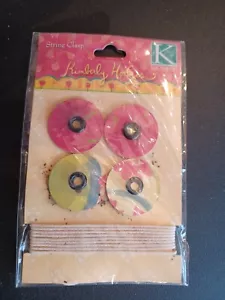 String Clasp
K
Kimberly